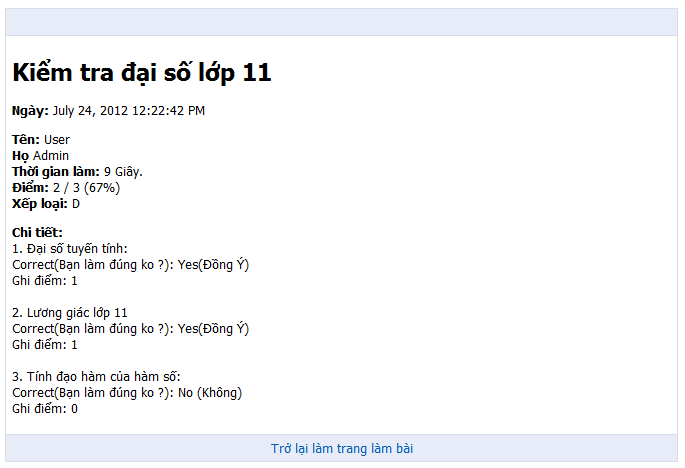 Kiểm tra đại số lớp 11
Ngày: July 24, 2012 12:22:42 PM
Tên: User
Họ Admin
Thời gian làm: 9 Giây.
Điểm: 2 / 3 (67%)
Xếp loại: D
Chi tiết:
1. Đại số tuyến tính:
Correct(Bạn làm đúng ko ?): Yes(Đồng Ý)
Ghi điểm: 1
2. Lương giác lớp 11
Correct(Bạn làm đúng ko ?): Yes(Đồng Ý)
Ghi điểm: 1
3. Tính đạo hàm của hàm số:
Correct(Bạn làm đúng ko ?): No (Không)
Ghi điểm: 0
Trở lại làm trang làm bài